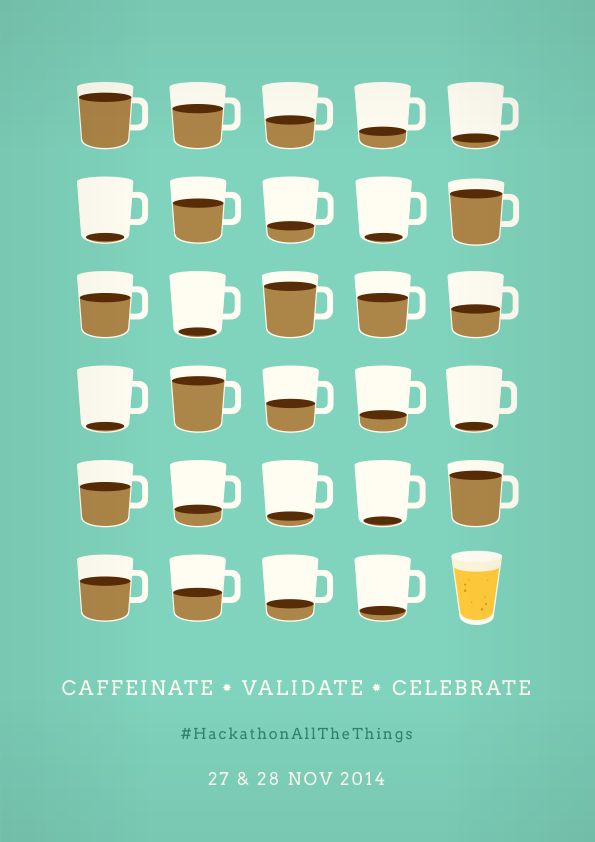 CAFFEINATE * VALIDATE * CELEBRATE
#HackathonAllTheThings
27 & 28 NOV 2014